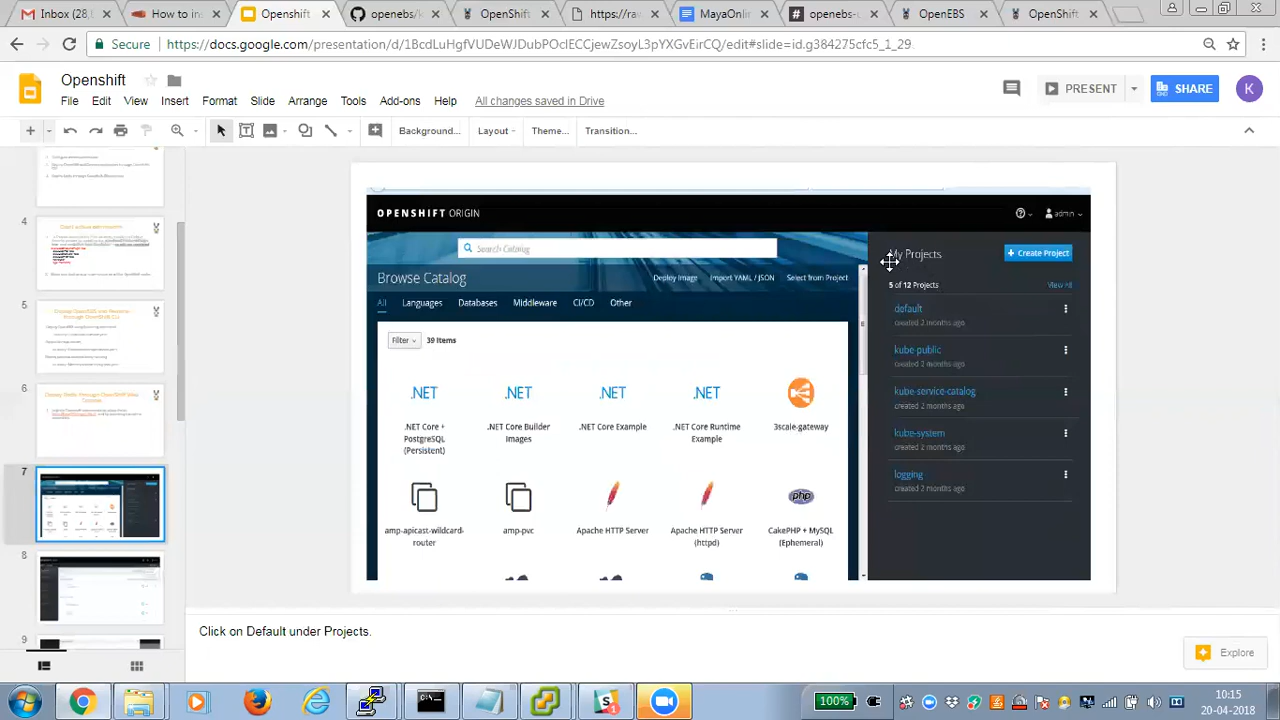 OpenShift
How to In
Openshift
openshift/o
OpenShift
https://raw
MayaOnli
# openebs
OpenEBS
OpenShift
Secure
https://docs.google.com/presentation/d/1BcdLuHgfVUDeWJDubPOcIECCjewZsoyL3pYXGvEirCQ/edit#slide=id.g384275cfc5_1_29
Openshift
File Edit View Insert Format Slide Arrange Tools Add-ons Help All changes saved in Drive
PRESENT
SHARE
K
Background... Layout Theme... Transition...
4
5
6
7
8
9
OPENSHIFT ORIGIN
admin
Search Catalog
Browse Catalog
Deploy Image Import YAML / JSON Select from Project
All Languages Databases Middleware CI/CD Other
Filter 39 Items
.NET .NET .NET .NET
.NET Core + PostgreSQL (Persistent)
.NET Core Builder Images
.NET Core Example
.NET Core Runtime Example
3scale-gateway
php
amp-apicast-wildcard-router
amp-pvc
Apache HTTP Server
Apache HTTP Server (httpd)
CakePHP + MySQL (Ephemeral)
My Projects
+ Create Project
5 of 12 Projects
View All
default
created 2 months ago
kube-public
created 2 months ago
kube-service-catalog
created 2 months ago
kube-system
created 2 months ago
logging
created 2 months ago
Click on Default under Projects.
Explore
100%
10:15
20-04-2018